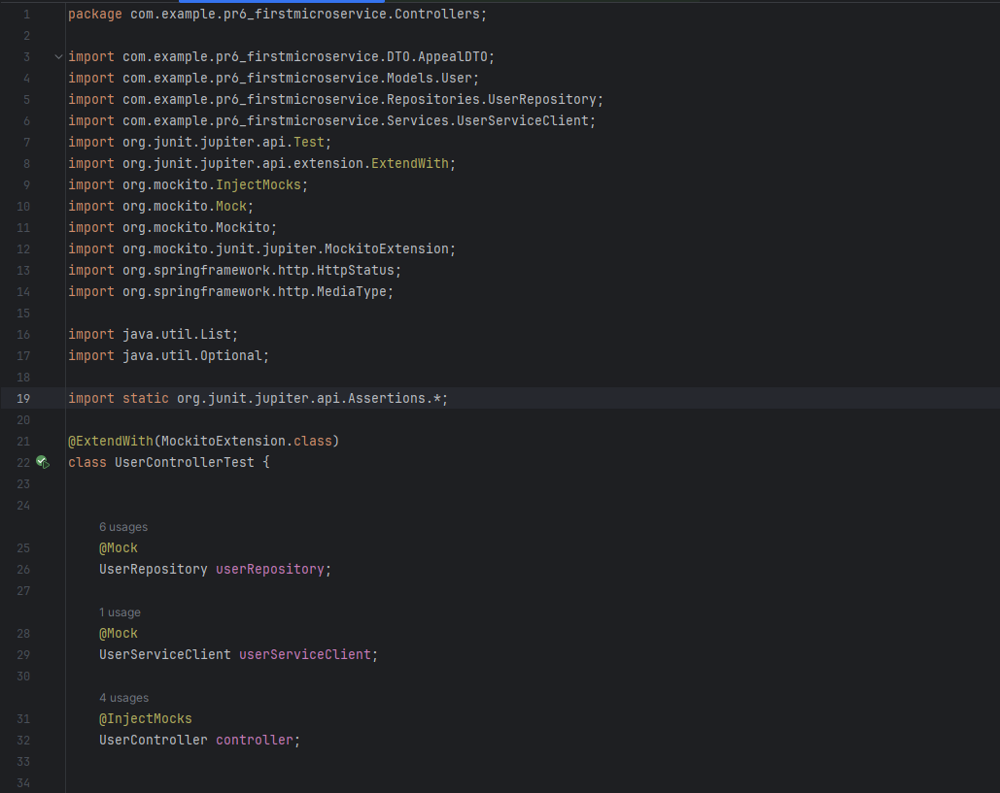 1 package com.example.pr6_firstmicroservice.Controllers;
2
3 import com.example.pr6_firstmicroservice.DTO.AppealDTO;
4 import com.example.pr6_firstmicroservice.Models.User;
5 import com.example.pr6_firstmicroservice.Repositories.UserRepository;
6 import com.example.pr6_firstmicroservice.Services.UserServiceClient;
7 import org.junit.jupiter.api.Test;
8 import org.junit.jupiter.api.extension.ExtendWith;
9 import org.mockito.InjectMocks;
10 import org.mockito.Mock;
11 import org.mockito.Mockito;
12 import org.mockito.junit.jupiter.MockitoExtension;
13 import org.springframework.http.HttpStatus;
14 import org.springframework.http.MediaType;
15
16 import java.util.List;
17 import java.util.Optional;
18
19 import static org.junit.jupiter.api.Assertions.*;
20
21 @ExtendWith(MockitoExtension.class)
22 class UserControllerTest {
23
24
6 usages
25 @Mock
26 UserRepository userRepository;
27
1 usage
28 @Mock
29 UserServiceClient userServiceClient;
30
4 usages
31 @InjectMocks
32 UserController controller;
33
34